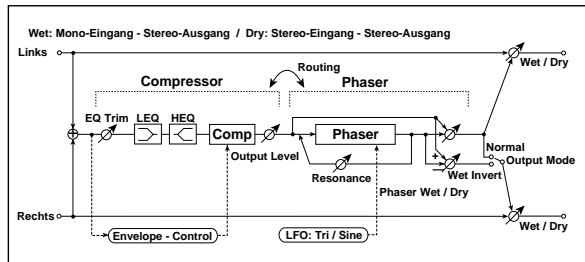 Wet: Mono-Eingang - Stereo-Ausgang / Dry: Stereo-Eingang - Stereo-Ausgang
Links
Wet / Dry
Routing
Compressor
Phaser
EQ Trim
LEQ
HEQ
Comp
Output Level
Phaser
Resonance
+
−
Wet Invert
Phaser Wet / Dry
Normal
Output Mode
Rechts
Wet / Dry
Envelope - Control
LFO: Tri / Sine